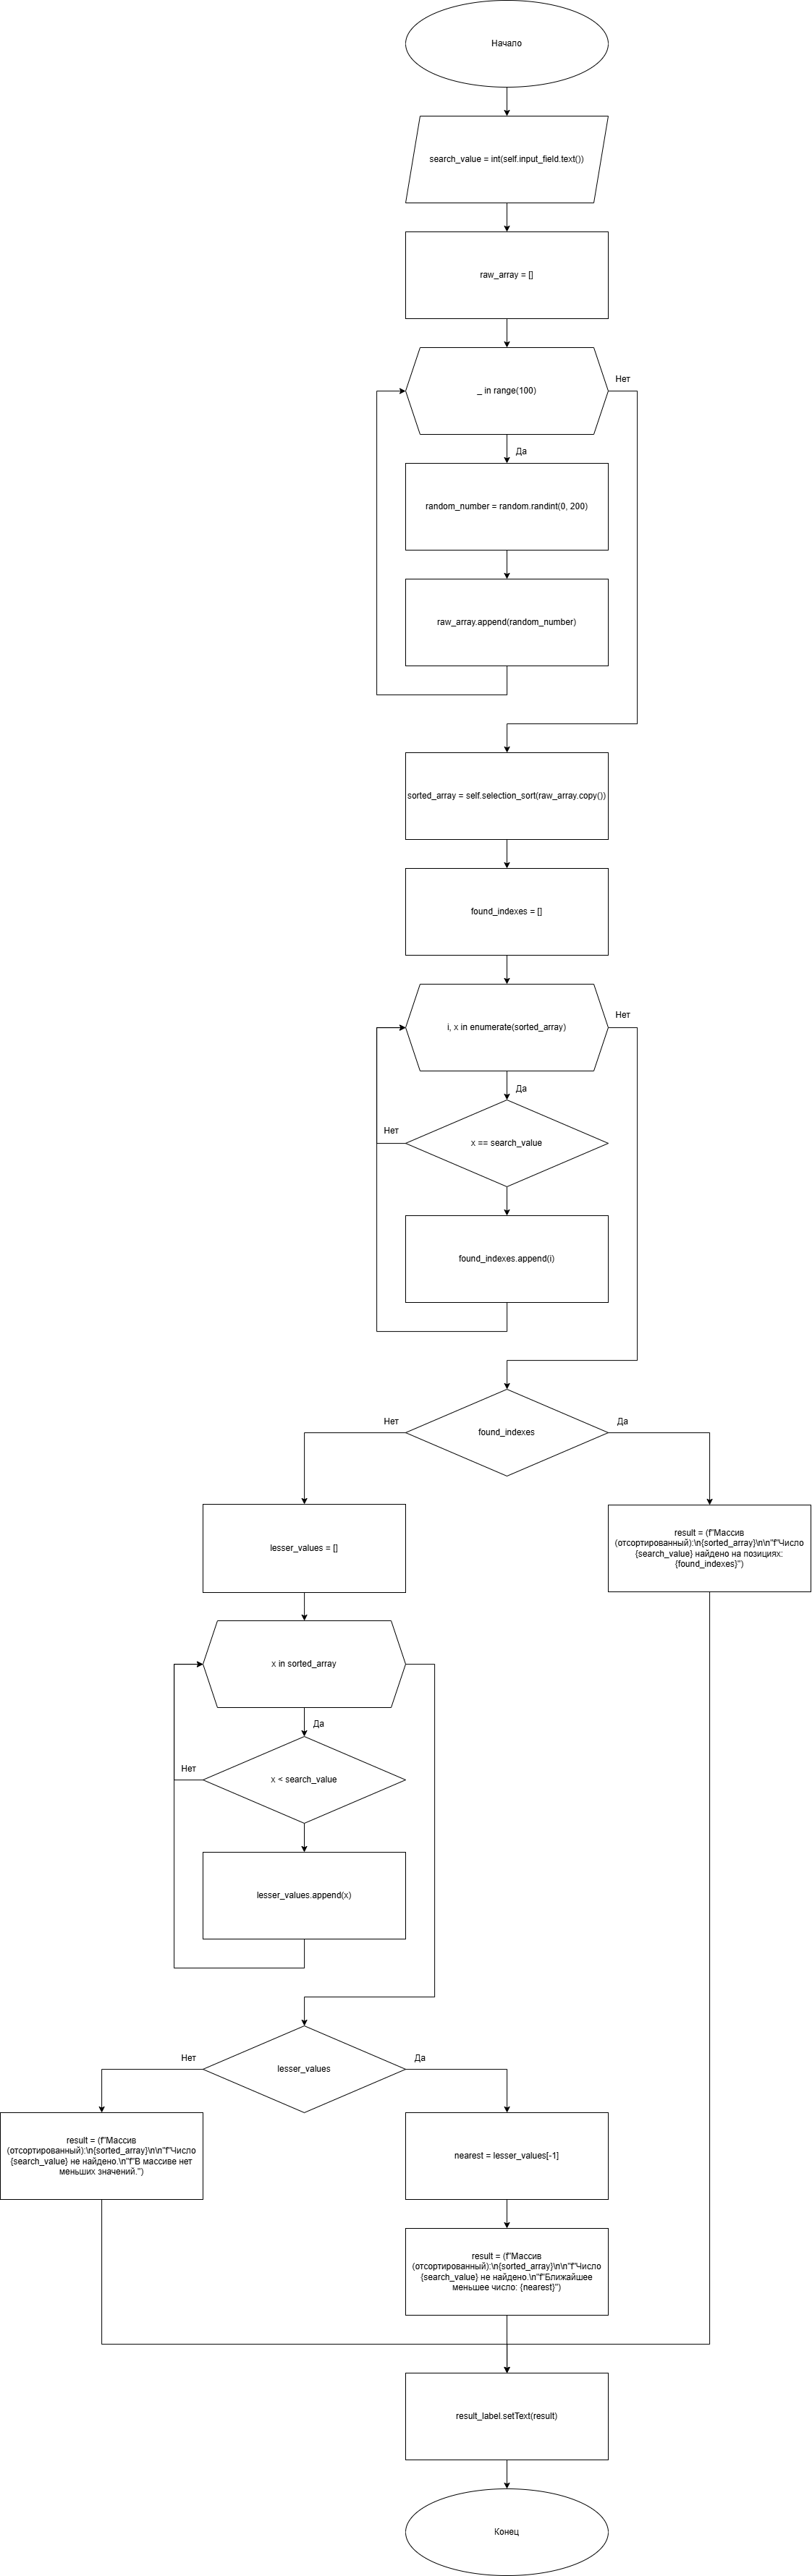 Начало
search_value = int(self.input_field.text())
raw_array = []
_ in range(100)
Нет
Да
random_number = random.randint(0, 200)
raw_array.append(random_number)
sorted_array = self.selection_sort(raw_array.copy())
found_indexes = []
i, x in enumerate(sorted_array)
Нет
Да
x == search_value
Нет
found_indexes.append(i)
found_indexes
Нет
Да
lesser_values = []
result = (f"Массив
(отсортированный):\n{sorted_array}\n\n"f"Число
{search_value} найдено на позициях:
{found_indexes}")
x in sorted_array
Да
x < search_value
Нет
lesser_values.append(x)
lesser_values
Нет
Да
result = (f"Массив
(отсортированный):\n{sorted_array}\n\n"f"Число
{search_value} не найдено.\n"f"В массиве нет
меньших значений.")
nearest = lesser_values[-1]
result = (f"Массив
(отсортированный):\n{sorted_array}\n\n"f"Число
{search_value} не найдено.\n"f"Ближайшее
меньшее число: {nearest}")
result_label.setText(result)
Конец